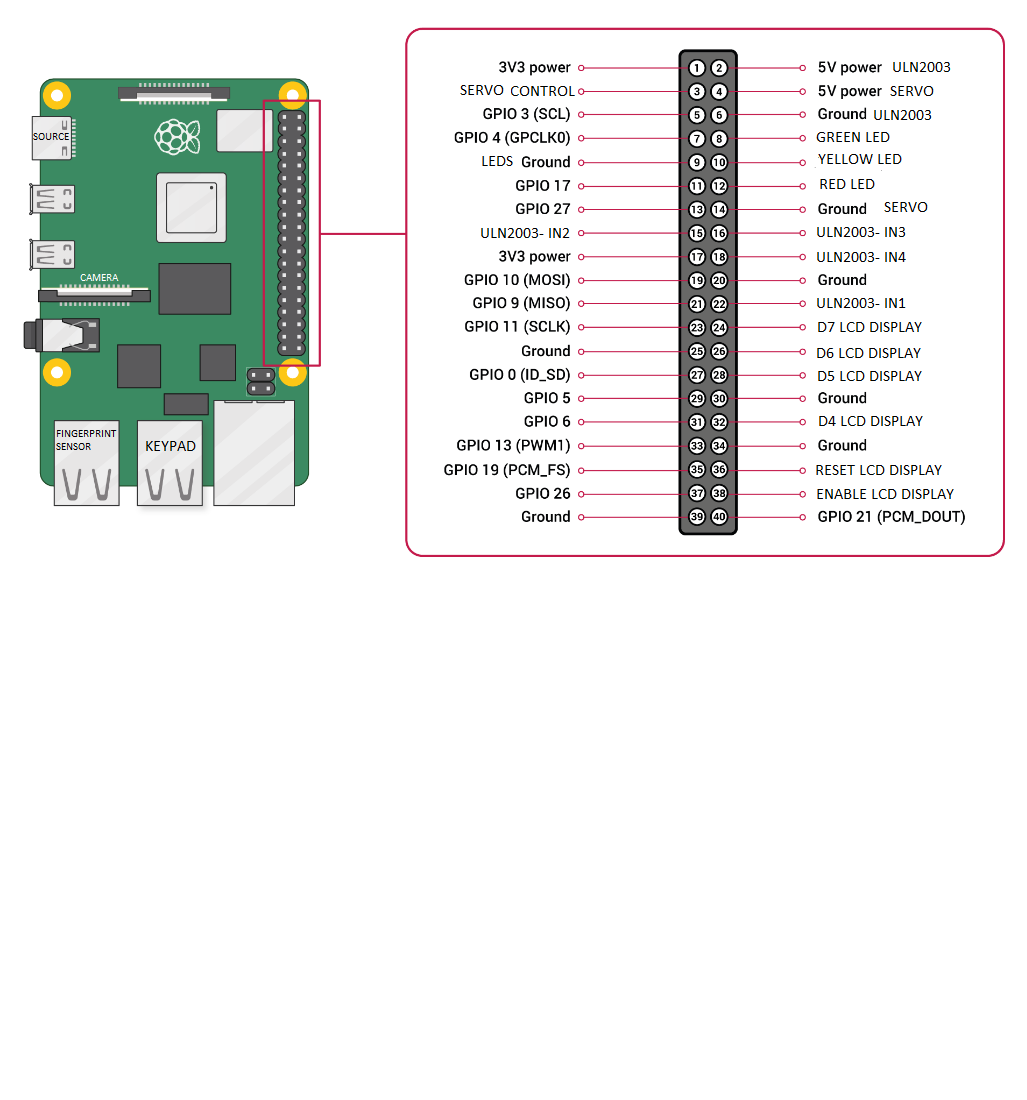 SOURCE
CAMERA
FINGERPRINT
SENSOR
KEYPAD
3V3 power 1 2 5V power ULN2003
SERVO CONTROL 3 4 5V power SERVO
GPIO 3 (SCL) 5 6 Ground ULN2003
GPIO 4 (GPCLK0) 7 8 GREEN LED
LEDS Ground 9 10 YELLOW LED
GPIO 17 11 12 RED LED
GPIO 27 13 14 Ground SERVO
ULN2003- IN2 15 16 ULN2003- IN3
3V3 power 17 18 ULN2003- IN4
GPIO 10 (MOSI) 19 20 Ground
GPIO 9 (MISO) 21 22 ULN2003- IN1
GPIO 11 (SCLK) 23 24 D7 LCD DISPLAY
Ground 25 26 D6 LCD DISPLAY
GPIO 0 (ID_SD) 27 28 D5 LCD DISPLAY
GPIO 5 29 30 Ground
GPIO 6 31 32 D4 LCD DISPLAY
GPIO 13 (PWM1) 33 34 Ground
GPIO 19 (PCM_FS) 35 36 RESET LCD DISPLAY
GPIO 26 37 38 ENABLE LCD DISPLAY
Ground 39 40 GPIO 21 (PCM_DOUT)